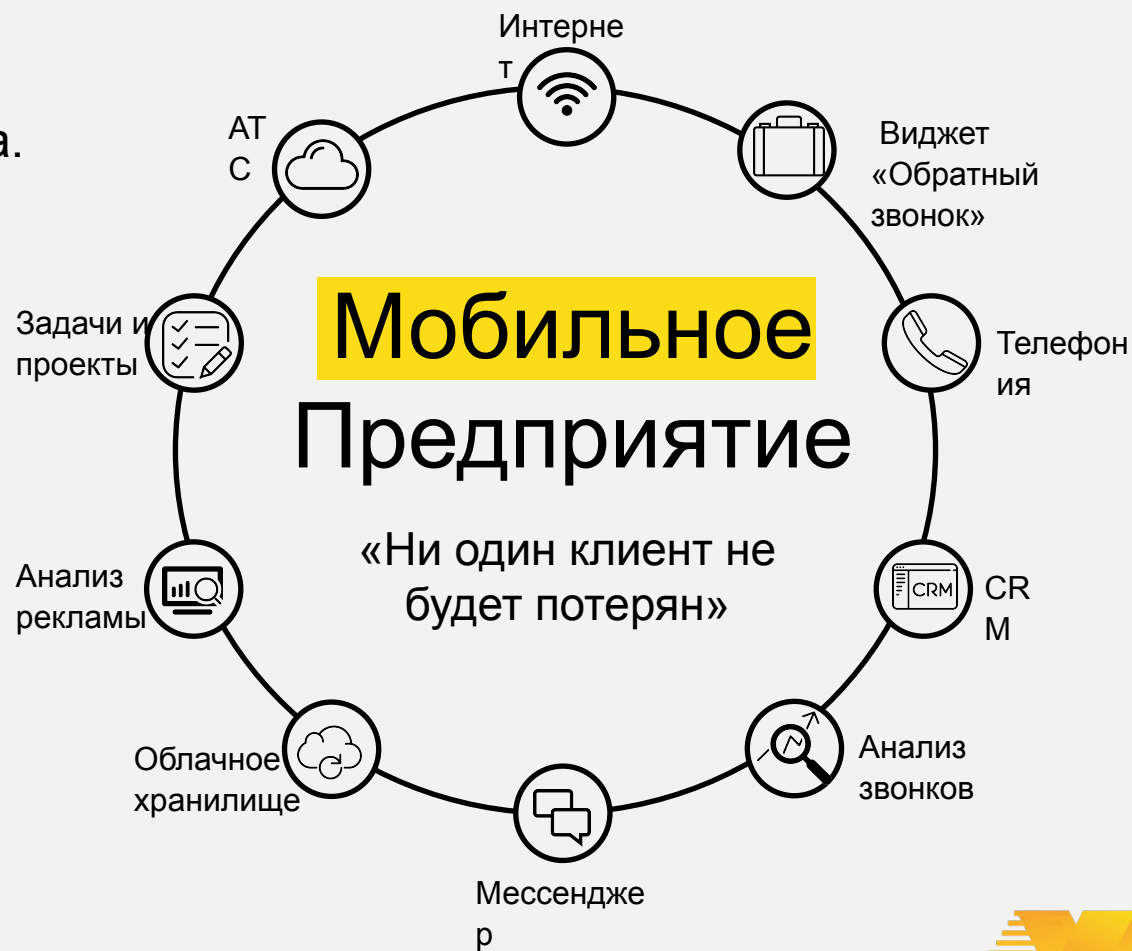 Интерне
т
а.
АТ
С
Виджет
«Обратный
звонок»
Задачи и
проекты
Мобильное
Предприятие
Телефон
ия
«Ни один клиент не
будет потерян»
Анализ
рекламы
CRM
CR
M
Облачное
хранилище
Анализ
звонков
Мессендже
р